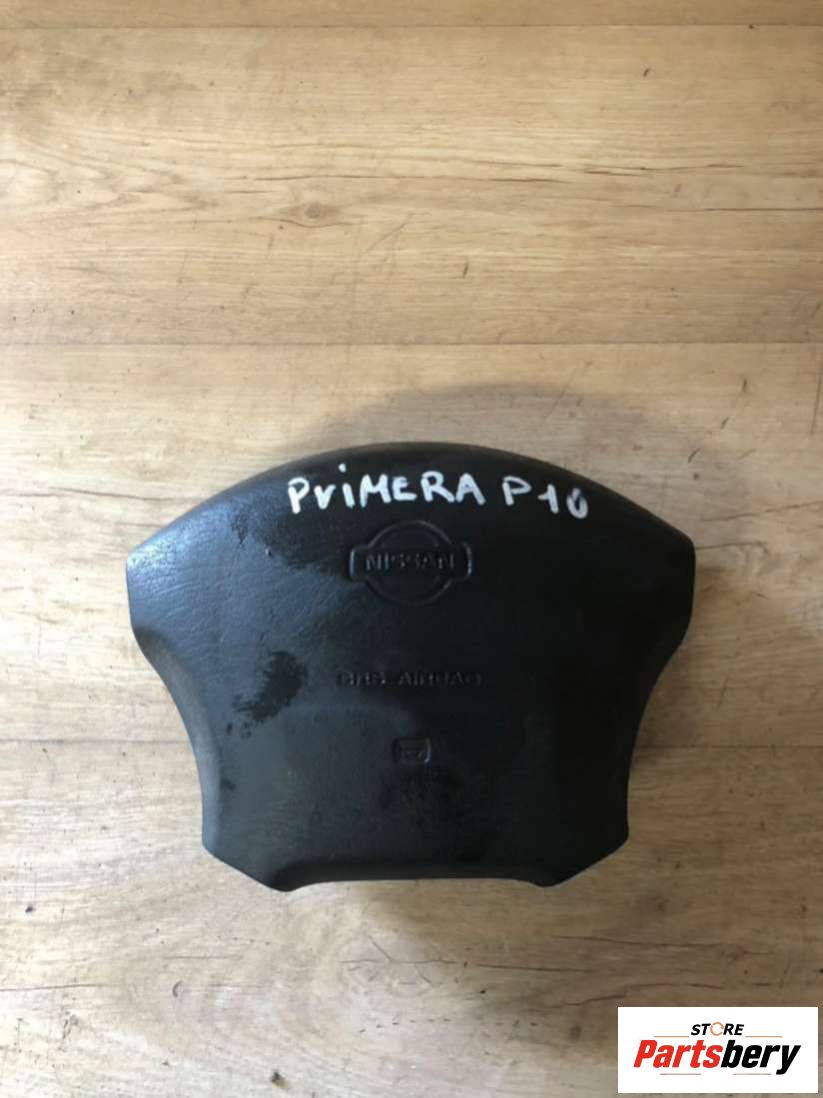 PriMERA P10
NISSAN
SRS-AIRBAG
STORE
Partsbery